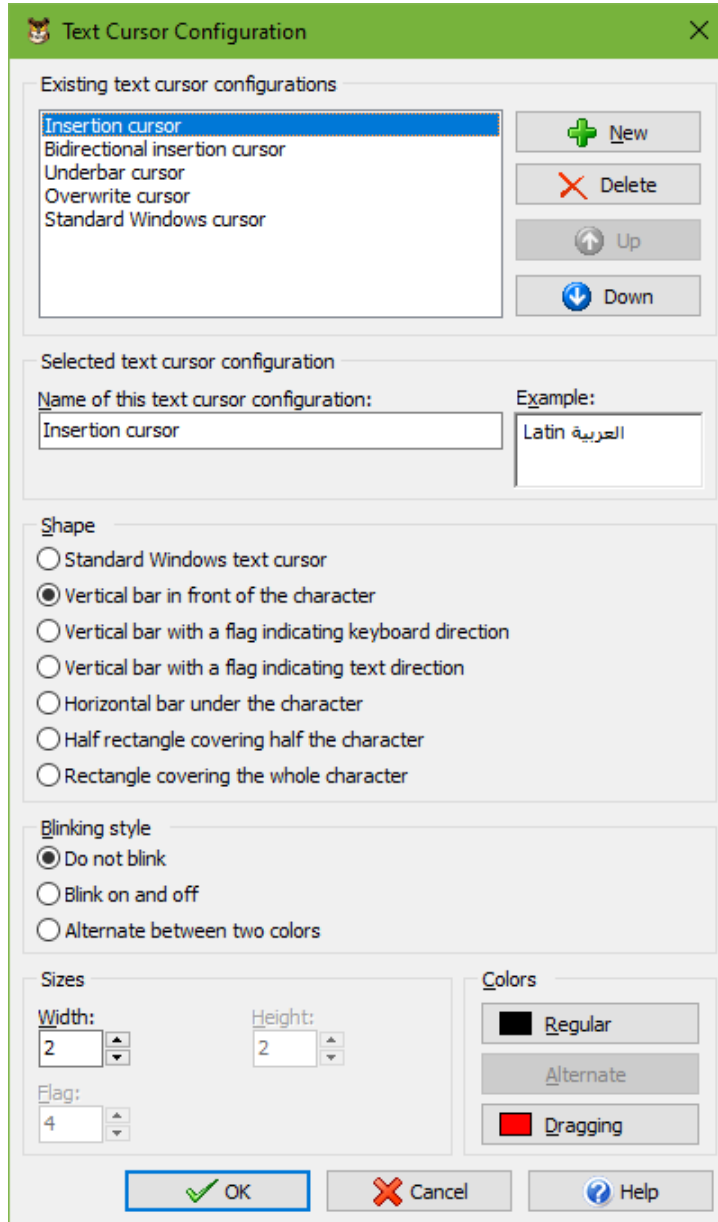 Text Cursor Configuration
Existing text cursor configurations
Insertion cursor
Bidirectional insertion cursor
Underbar cursor
Overwrite cursor
Standard Windows cursor
New
Delete
Up
Down
Selected text cursor configuration
Name of this text cursor configuration:
Insertion cursor
Example:
Latin العربية
Shape
Standard Windows text cursor
Vertical bar in front of the character
Vertical bar with a flag indicating keyboard direction
Vertical bar with a flag indicating text direction
Horizontal bar under the character
Half rectangle covering half the character
Rectangle covering the whole character
Blinking style
Do not blink
Blink on and off
Alternate between two colors
Sizes
Width:
2
Height:
2
Flag:
4
Colors
Regular
Alternate
Dragging
OK
Cancel
Help